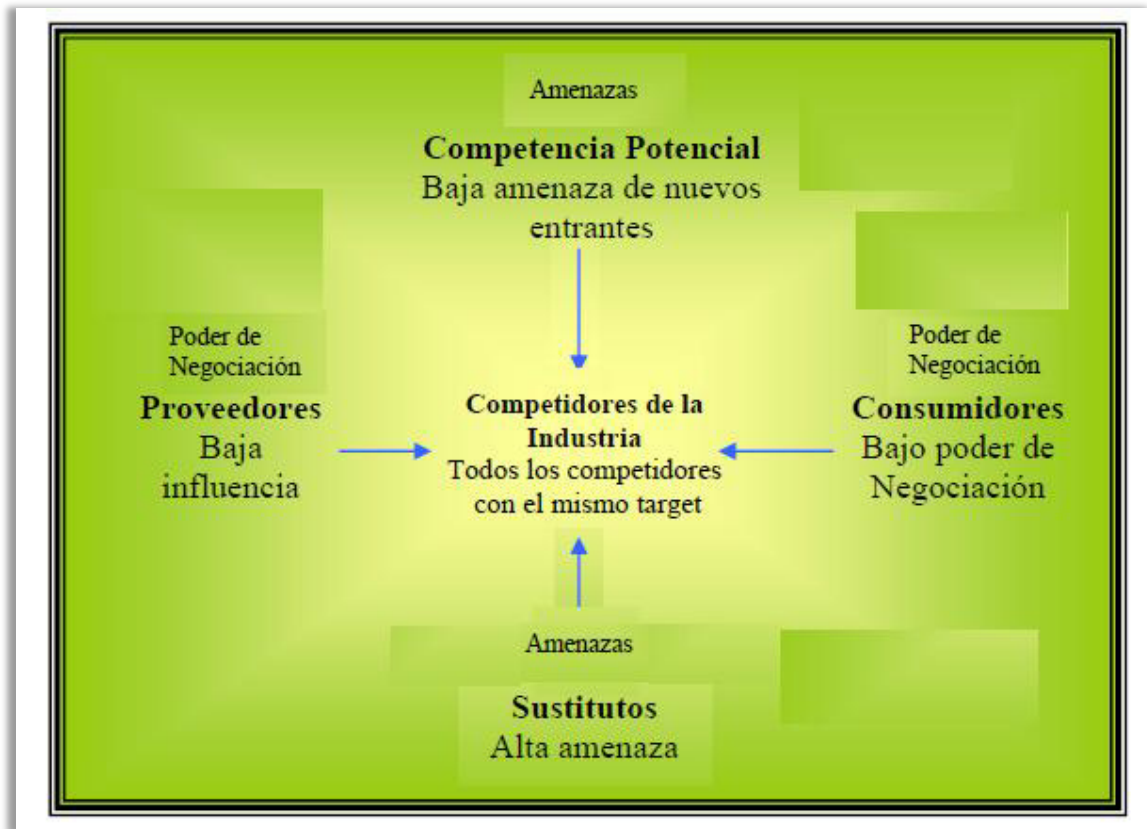 Amenazas
Competencia Potencial
Baja amenaza de nuevos
entrantes
Poder de
Negociación
Proveedores
Baja
influencia
Competidores de la
Industria
Todos los competidores
con el mismo target
Poder de
Negociación
Consumidores
Bajo poder de
Negociación
Amenazas
Sustitutos
Alta amenaza